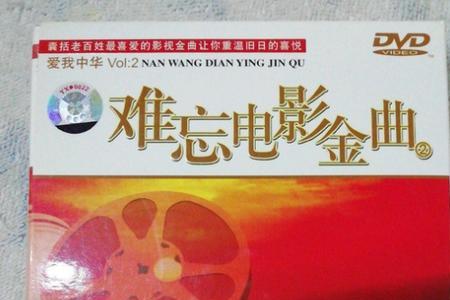 囊括老百姓最喜爱的影视金曲让你重温旧日的喜悦
爱我中华 Vol:2 NAN WANG DIAN YING JIN QU
DVD
VIDEO
难忘电影金曲②